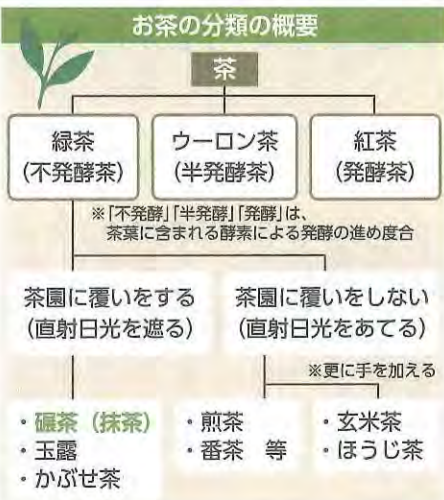 お茶の分類の概要
茶
緑茶
(不発酵茶)
ウーロン茶
(半発酵茶)
紅茶
(発酵茶)
※「不発酵」「半発酵」「発酵」は、
茶葉に含まれる酵素による発酵の進め度合
茶園に覆いをする
(直射日光を遮る)
茶園に覆いをしない
(直射日光をあてる)
※更に手を加える
・碾茶(抹茶)
・玉露
・かぶせ茶
・煎茶
・番茶 等
・玄米茶
・ほうじ茶